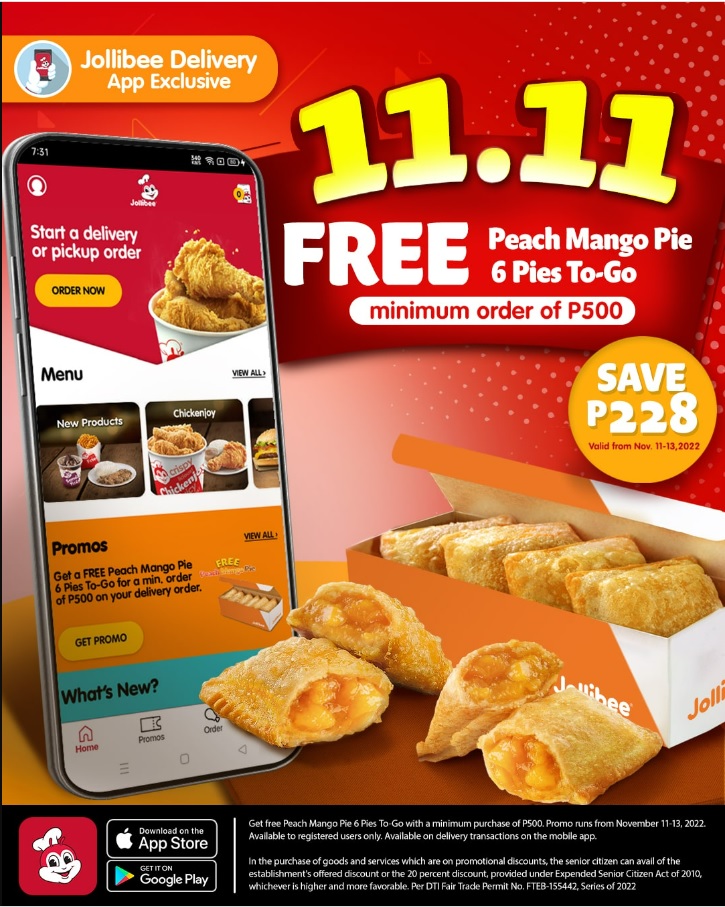 Jollibee Delivery
App Exclusive
11.11
FREE
Peach Mango Pie
6 Pies To-Go
minimum order of P500
SAVE
P228
Valid from Nov. 11-13,2022
7:31
Jollibee
Start a delivery
or pickup order
ORDER NOW
Menu
VIEW ALL ›
New Products
Chickenjoy
crispy
Chickenjoy
Promos
VIEW ALL ›
Get a FREE Peach Mango Pie
6 Pies To-Go for a min. order
of P500 on your delivery order.
FREE
Peach Mango Pie
Jollibee
GET PROMO
What's New?
Home
Promos
Order
Jollibee
Jolli
Download on the
App Store
GET IT ON
Google Play
Get free Peach Mango Pie 6 Pies To-Go with a minimum purchase of P500. Promo runs from November 11-13, 2022.
Available to registered users only. Available on delivery transactions on the mobile app.
In the purchase of goods and services which are on promotional discounts, the senior citizen can avail of the
establishment's offered discount or the 20 percent discount, provided under Expended Senior Citizen Act of 2010,
whichever is higher and more favorable. Per DTI Fair Trade Permit No. FTEB-155442, Series of 2022